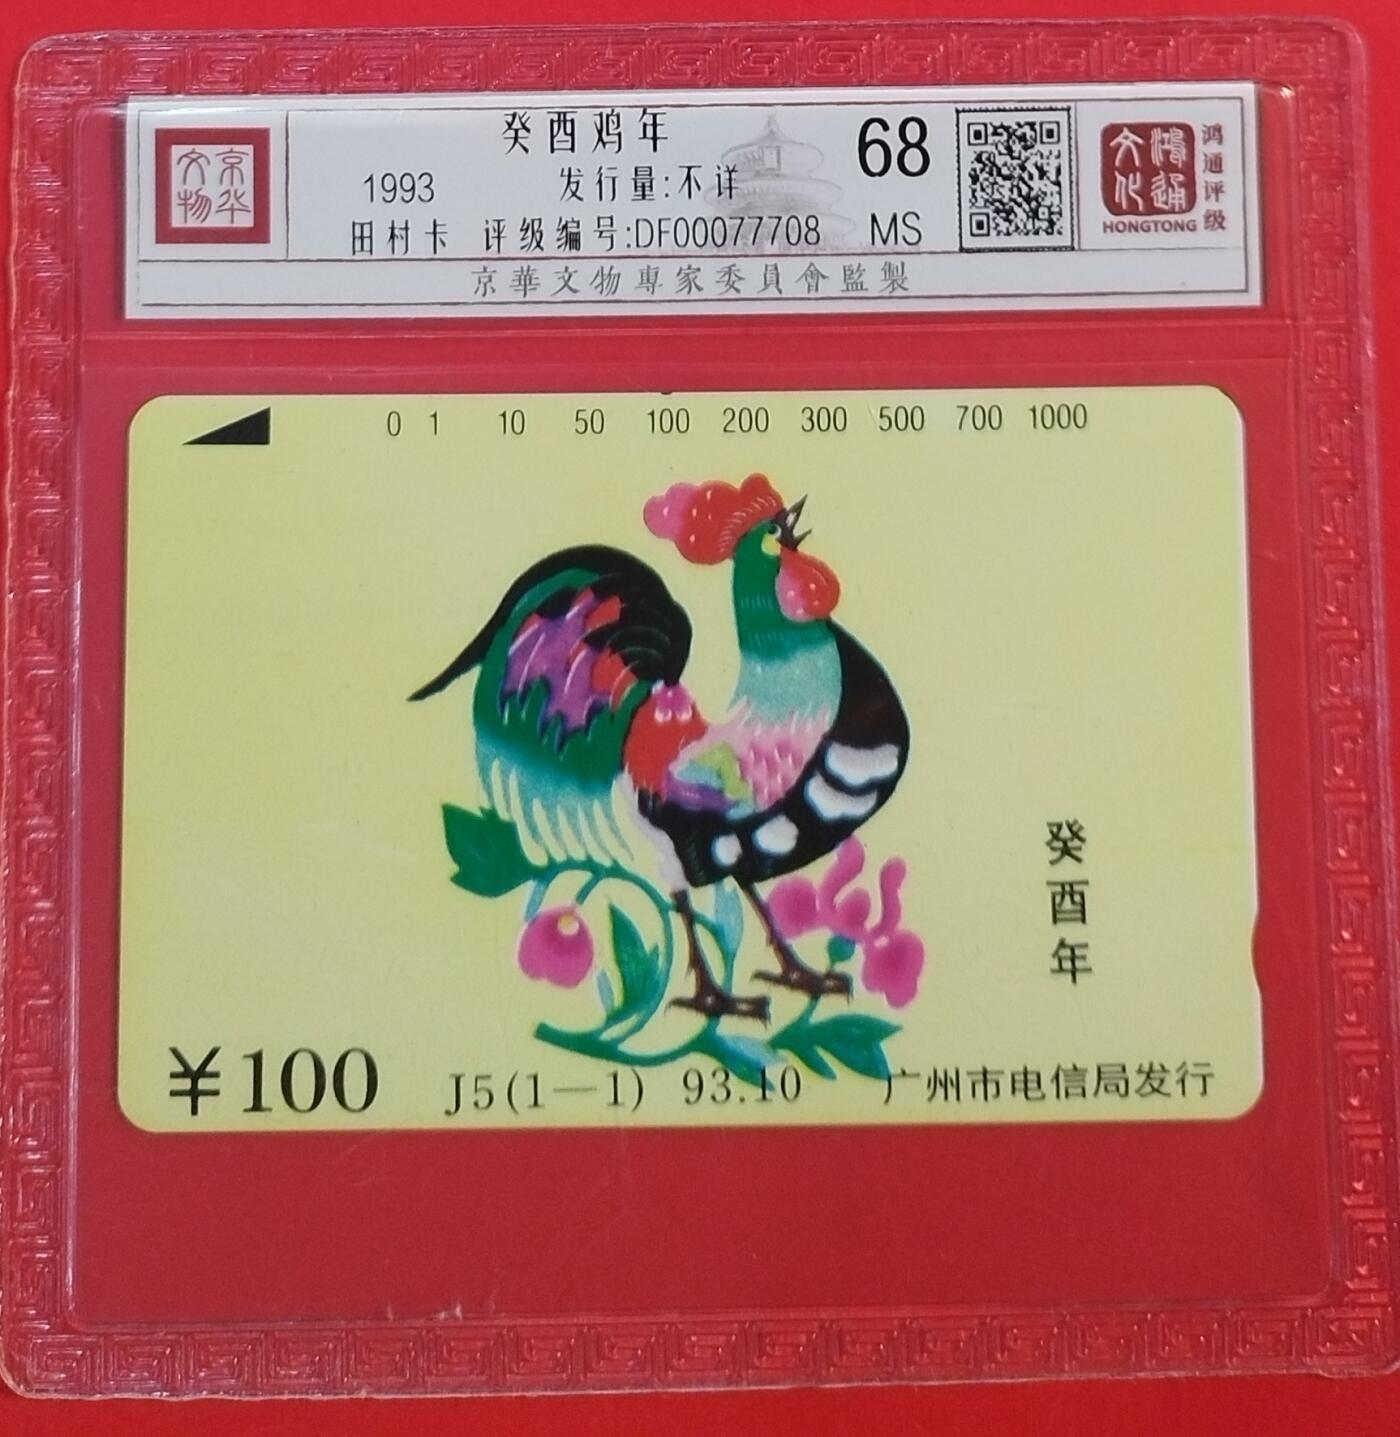 京华
文物
癸酉鸡年
1993 发行量:不详
田村卡 评级编号:DF00077708
68
MS
鸿通
文化
HONGTONG
鸿通评级
京華文物專家委員會監製
0 1 10 50 100 200 300 500 700 1000
癸酉年
¥100 J5(1—1) 93.10 广州市电信局发行